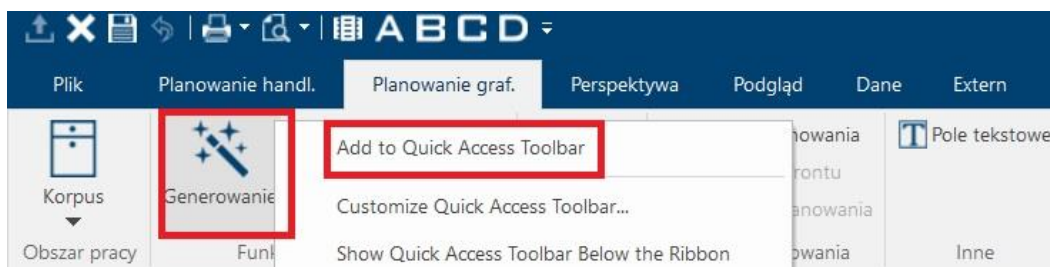 A B C D
Plik Planowanie handl. Planowanie graf. Perspektywa Podgląd Dane Extern
Add to Quick Access Toolbar
T Pole tekstowe
Korpus Generowanie
Customize Quick Access Toolbar...
Obszar pracy
Show Quick Access Toolbar Below the Ribbon
Inne